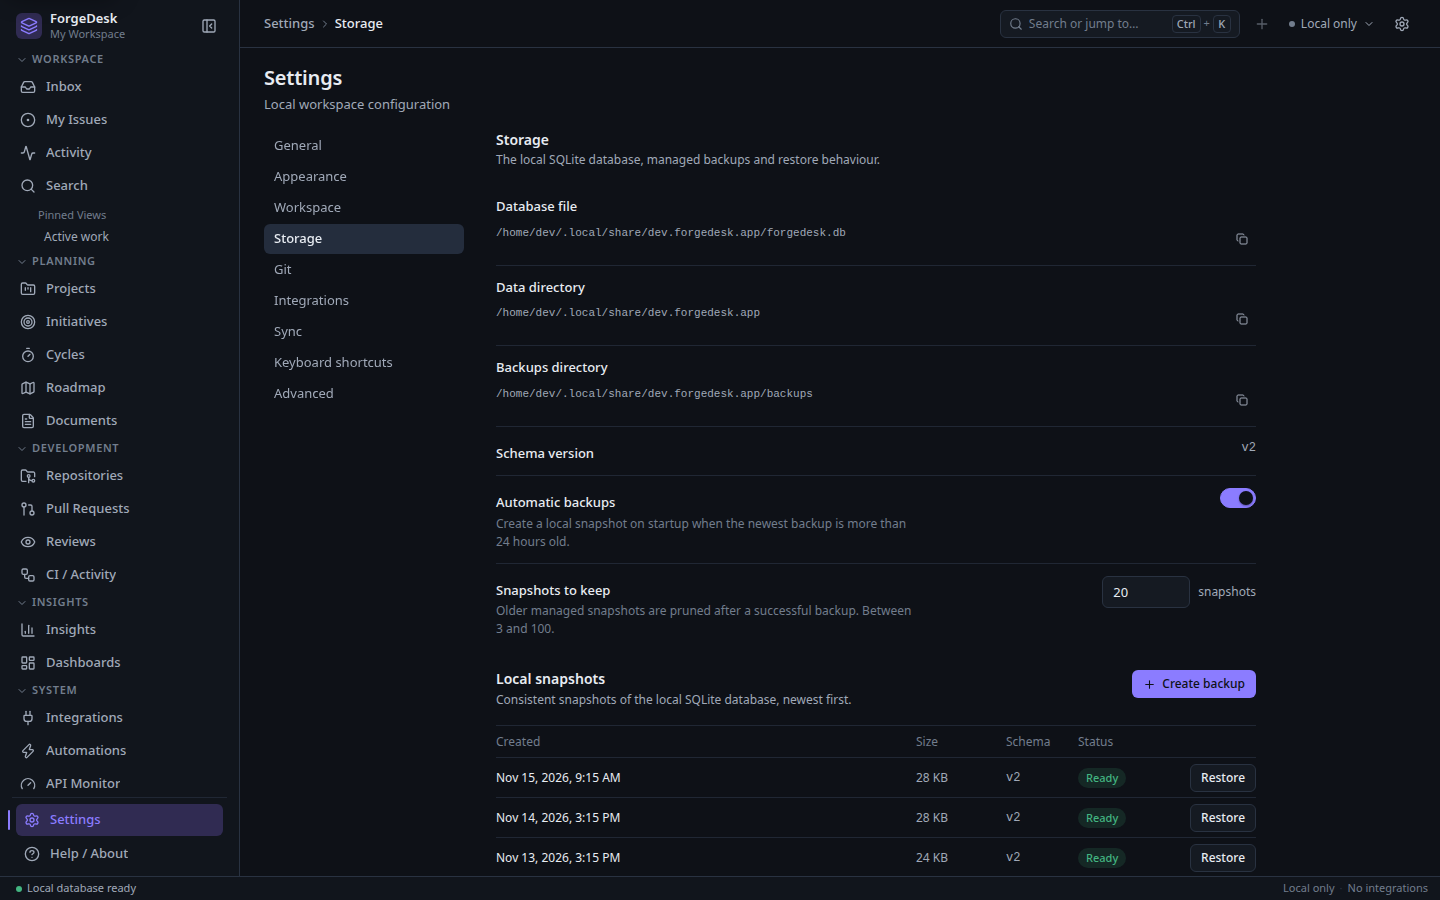 ForgeDesk
My Workspace
WORKSPACE
Inbox
My Issues
Activity
Search
Pinned Views
Active work
PLANNING
Projects
Initiatives
Cycles
Roadmap
Documents
DEVELOPMENT
Repositories
Pull Requests
Reviews
CI / Activity
INSIGHTS
Insights
Dashboards
SYSTEM
Integrations
Automations
API Monitor
Settings
Help / About
Settings > Storage
Search or jump to... Ctrl + K
Local only
Settings
Local workspace configuration
General
Appearance
Workspace
Storage
Git
Integrations
Sync
Keyboard shortcuts
Advanced
Storage
The local SQLite database, managed backups and restore behaviour.
Database file
/home/dev/.local/share/dev.forgedesk.app/forgedesk.db
Data directory
/home/dev/.local/share/dev.forgedesk.app
Backups directory
/home/dev/.local/share/dev.forgedesk.app/backups
Schema version v2
Automatic backups
Create a local snapshot on startup when the newest backup is more than
24 hours old.
Snapshots to keep
20 snapshots
Older managed snapshots are pruned after a successful backup. Between
3 and 100.
Local snapshots
Consistent snapshots of the local SQLite database, newest first.
Create backup
Created Size Schema Status
Nov 15, 2026, 9:15 AM 28 KB v2 Ready Restore
Nov 14, 2026, 3:15 PM 28 KB v2 Ready Restore
Nov 13, 2026, 3:15 PM 24 KB v2 Ready Restore
Local database ready
Local only · No integrations